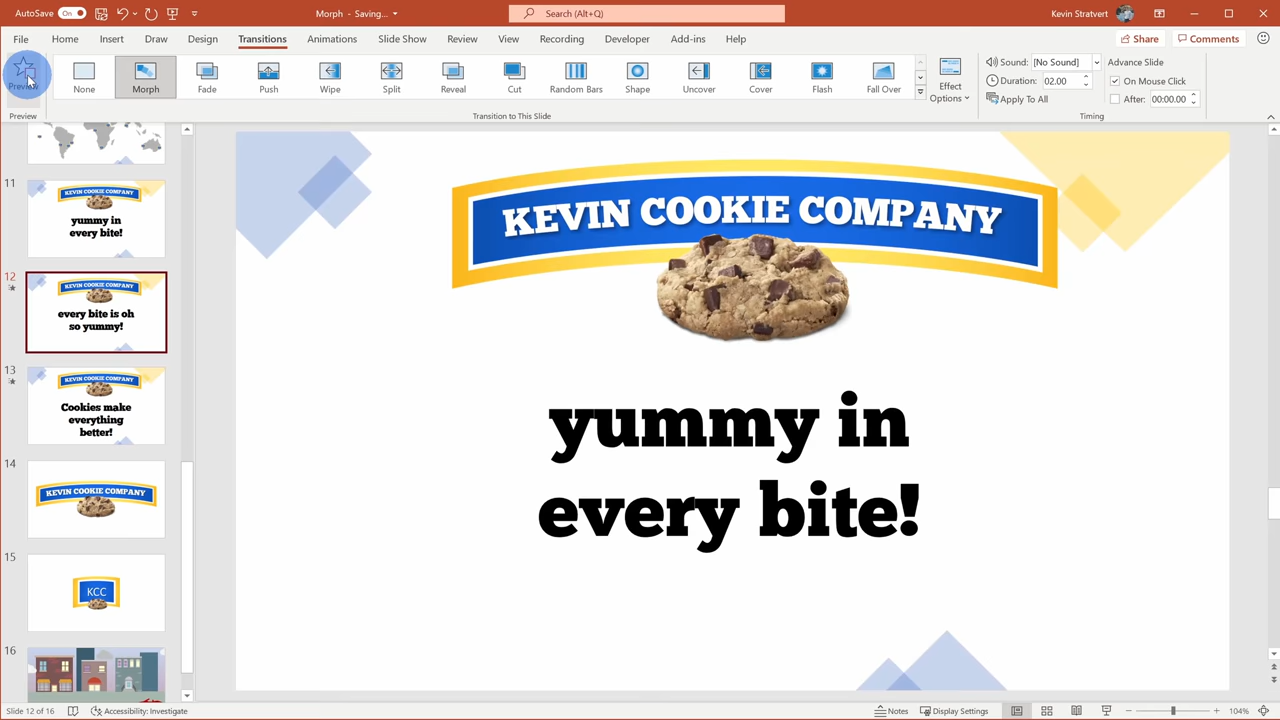 AutoSave
On
Morph - Saving...
Search (Alt+Q)
Kevin Stratvert
File
Home
Insert
Draw
Design
Transitions
Animations
Slide Show
Review
View
Recording
Developer
Add-ins
Help
Share
Comments
Preview
None
Morph
Fade
Push
Wipe
Split
Reveal
Cut
Random Bars
Shape
Uncover
Cover
Flash
Fall Over
Effect
Options
Sound:
[No Sound]
Duration:
02.00
Apply To All
Advance Slide
On Mouse Click
After:
00:00.00
Preview
Transition to This Slide
Timing
11
KEVIN COOKIE COMPANY
yummy in
every bite!
12
KEVIN COOKIE COMPANY
every bite is oh
so yummy!
13
KEVIN COOKIE COMPANY
Cookies make
everything
better!
14
KEVIN COOKIE COMPANY
15
KCC
16
KEVIN COOKIE COMPANY
yummy in
every bite!
Slide 12 of 16
Accessibility: Investigate
Notes
Display Settings
104%